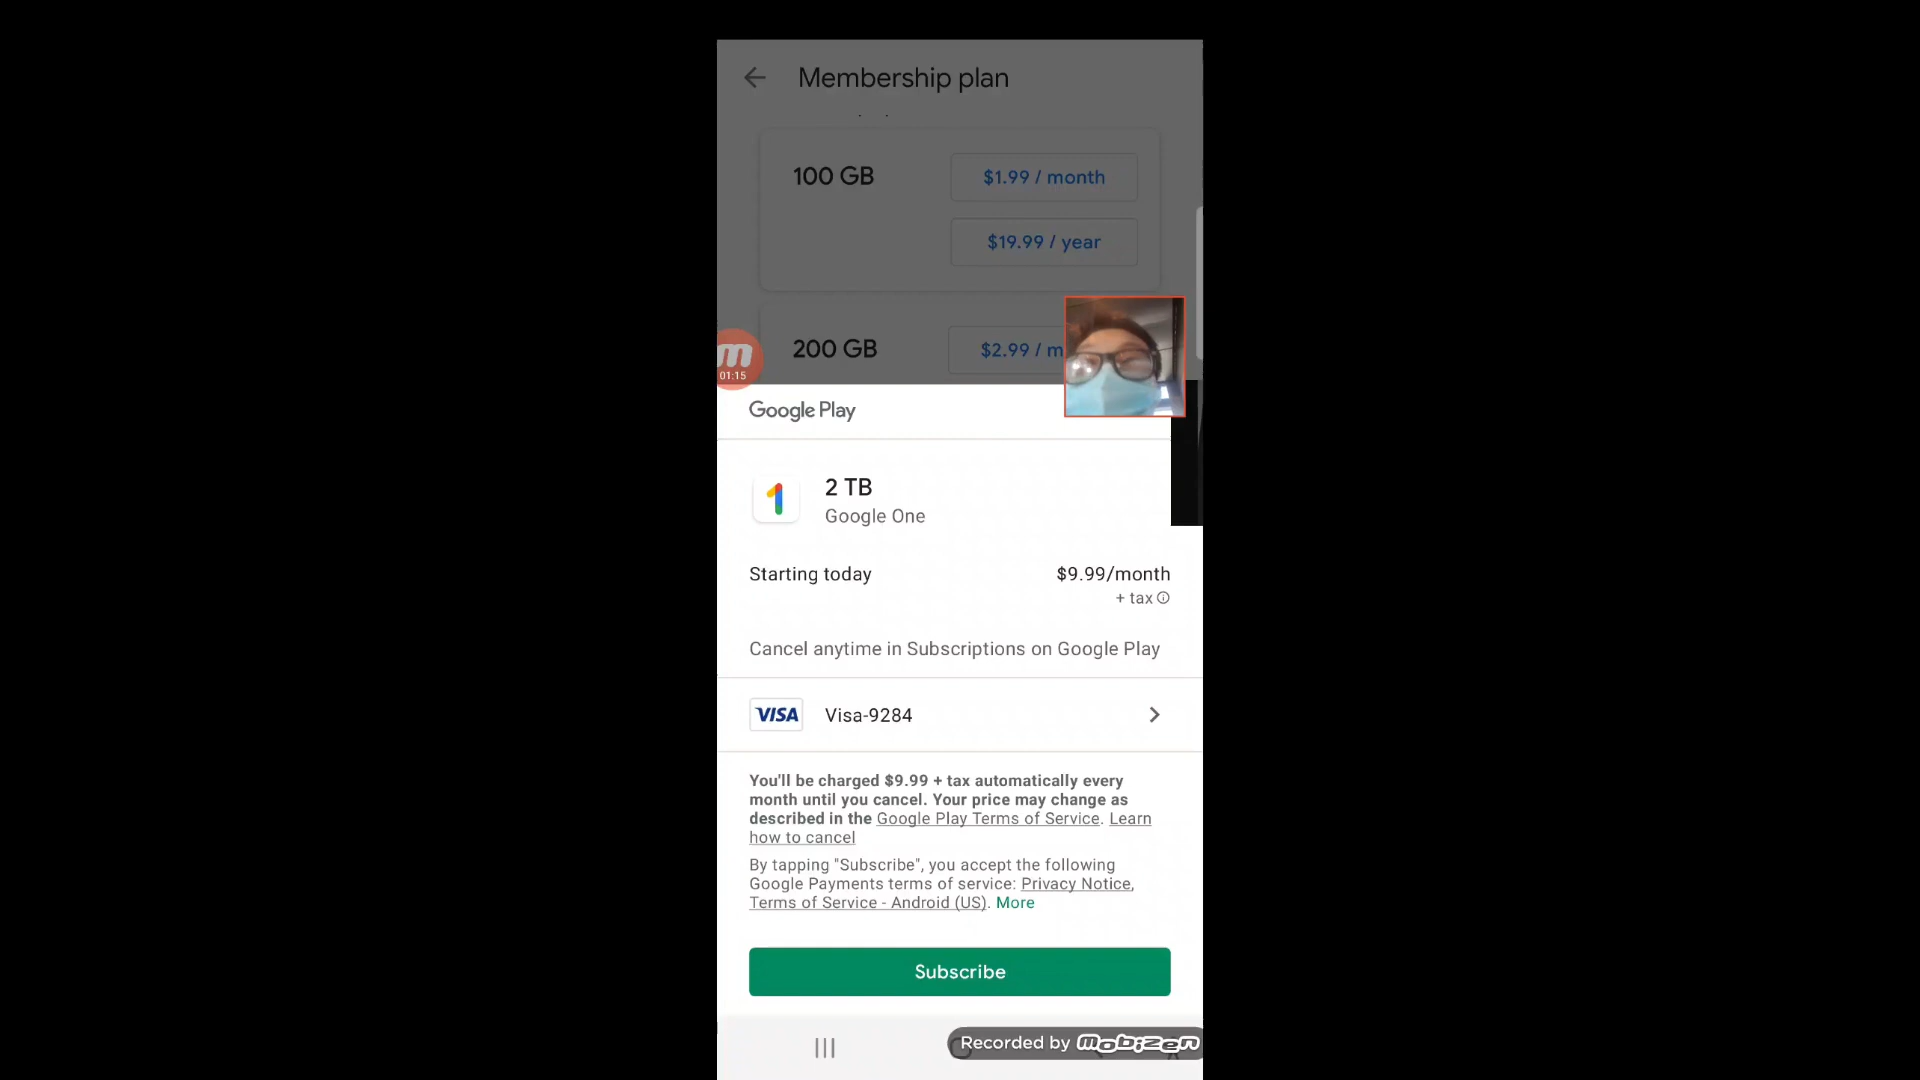 Membership plan
100 GB
$1.99 / month
$19.99 / year
200 GB
$2.99 / m
01:15
Google Play
2 TB
Google One
Starting today
$9.99/month
+ tax
Cancel anytime in Subscriptions on Google Play
VISA
Visa-9284
You'll be charged $9.99 + tax automatically every
month until you cancel. Your price may change as
described in the Google Play Terms of Service. Learn
how to cancel
By tapping "Subscribe", you accept the following
Google Payments terms of service: Privacy Notice,
Terms of Service - Android (US). More
Subscribe
Recorded by mobizen